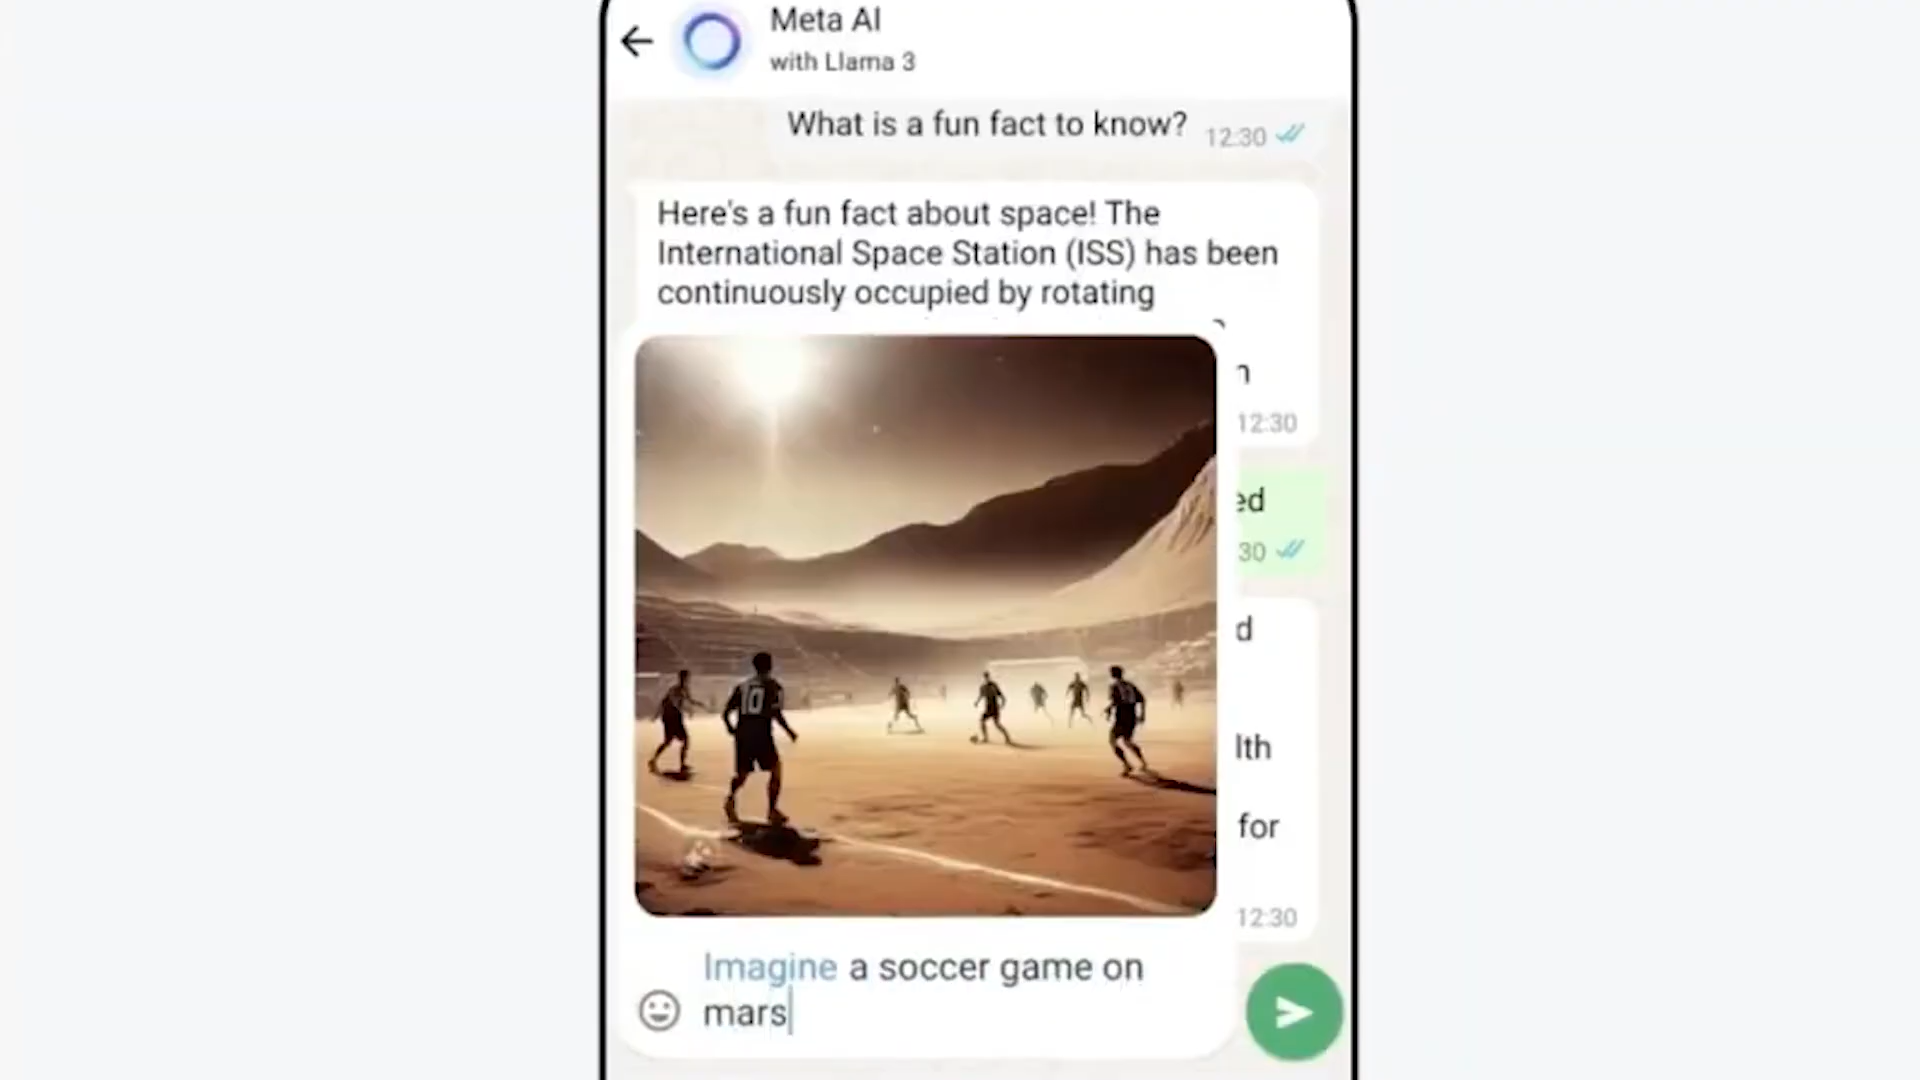 Meta AI
with Llama 3
What is a fun fact to know?
12:30
Here's a fun fact about space! The
International Space Station (ISS) has been
continuously occupied by rotating
12:30
ed
30
d
lth
for
12:30
10
Imagine a soccer game on
mars